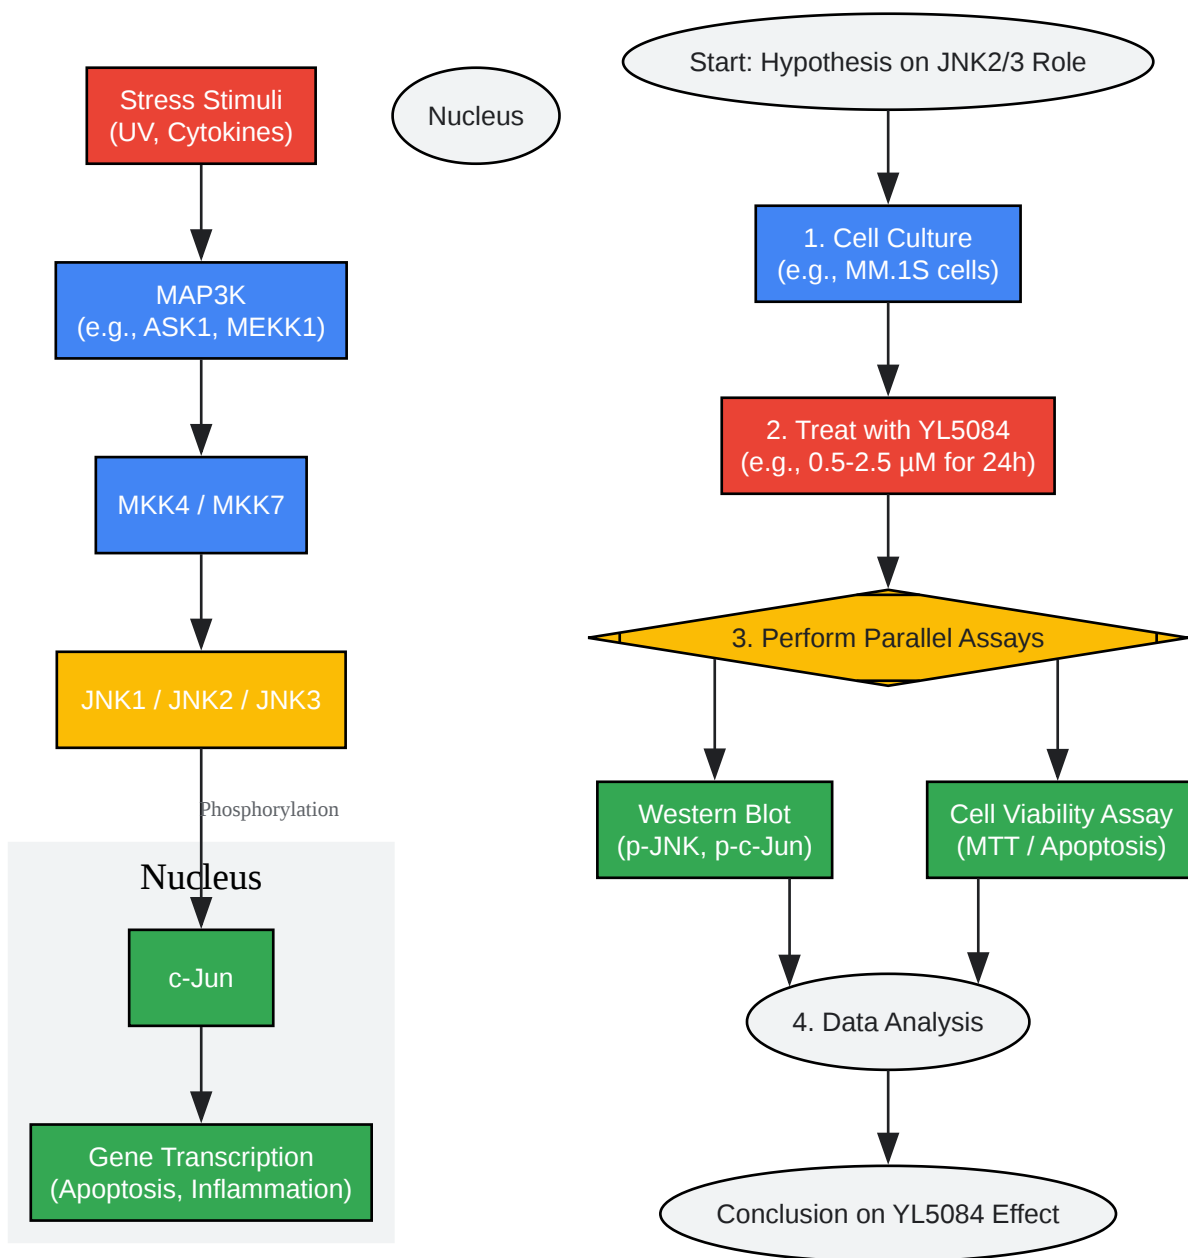 Stress Stimuli
(UV, Cytokines)
MAP3K
(e.g., ASK1, MEKK1)
MKK4 / MKK7
JNK1 / JNK2 / JNK3
Phosphorylation
Nucleus
c-Jun
Gene Transcription
(Apoptosis, Inflammation)
Nucleus
Start: Hypothesis on JNK2/3 Role
1. Cell Culture
(e.g., MM.1S cells)
2. Treat with YL5084
(e.g., 0.5-2.5 µM for 24h)
3. Perform Parallel Assays
Western Blot
(p-JNK, p-c-Jun)
Cell Viability Assay
(MTT / Apoptosis)
4. Data Analysis
Conclusion on YL5084 Effect